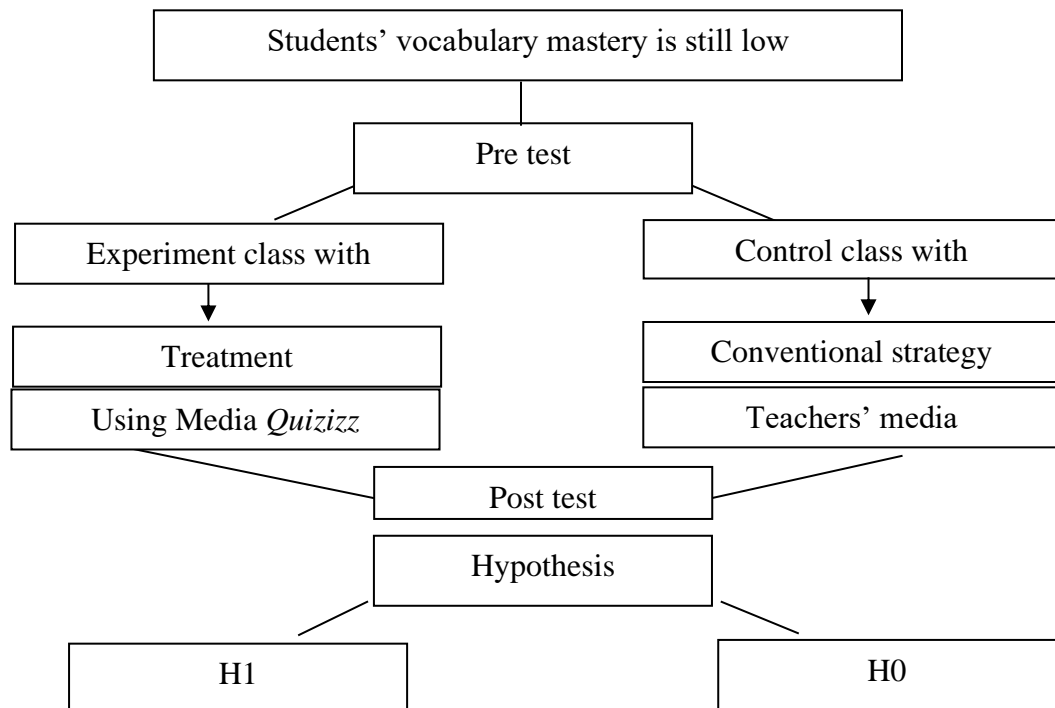 Students’ vocabulary mastery is still low
Pre test
Experiment class with
Control class with
Treatment
Conventional strategy
Using Media Quizizz
Teachers’ media
Post test
Hypothesis
H1
H0